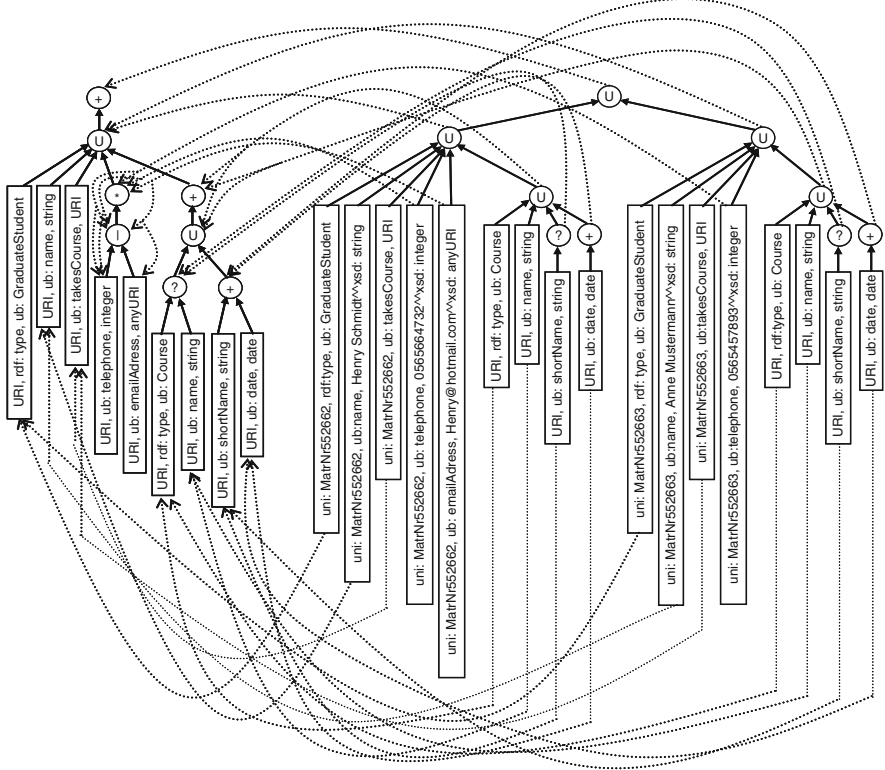 +
U
*
+
|
U
?
+
URI, rdf: type, ub: GraduateStudent
URI, ub: name, string
URI, ub: takesCourse, URI
URI, ub: telephone, integer
URI, ub: emailAdress, anyURI
URI, rdf: type, ub: Course
URI, ub: name, string
URI, ub: shortName, string
URI, ub: date, date
U
U
U
U
?
+
uni: MatrNr552662, rdf:type, ub: GraduateStudent
uni: MatrNr552662, ub:name, Henry Schmidt^^xsd: string
uni: MatrNr552662, ub: takesCourse, URI
uni: MatrNr552662, ub: telephone, 0565664732^^xsd: integer
uni: MatrNr552662, ub: emailAdress, Henry@hotmail.com^^xsd: anyURI
URI, rdf: type, ub: Course
URI, ub: name, string
URI, ub: shortName, string
URI, ub: date, date
U
?
+
uni: MatrNr552663, rdf: type, ub: GraduateStudent
uni: MatrNr552663, ub:name, Anne Mustermann^^xsd: string
uni: MatrNr552663, ub:takesCourse, URI
uni: MatrNr552663, ub:telephone, 0565457893^^xsd: integer
URI, rdf: type, ub: Course
URI, ub: name, string
URI, ub: shortName, string
URI, ub: date, date